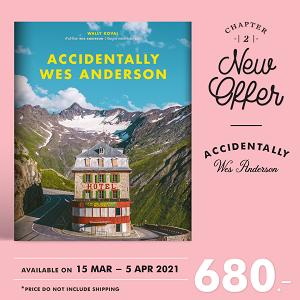 WALLY KOVAL
ACCIDENTALLY
WES ANDERSON
HÔTEL
CHAPTER
|2|
New
Offer
ACCIDENTALLY
Wes Anderson
AVAILABLE ON 15 MAR – 5 APR 2021
*PRICE DO NOT INCLUDE SHIPPING
680.-